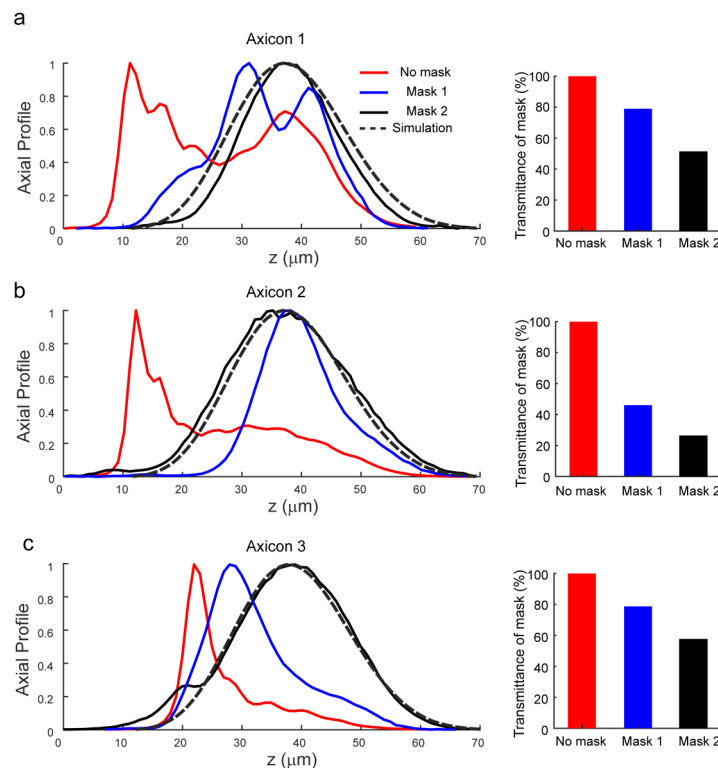 a
Axicon 1
No mask
Mask 1
Mask 2
Simulation
Axial Profile
1
0.8
0.6
0.4
0.2
0
0 10 20 30 40 50 60 70
z (μm)
Transmittance of mask (%)
100
80
60
40
20
0
No mask Mask 1 Mask 2
b
Axicon 2
Axial Profile
1
0.8
0.6
0.4
0.2
0
0 10 20 30 40 50 60 70
z (μm)
Transmittance of mask (%)
100
80
60
40
20
0
No mask Mask 1 Mask 2
c
Axicon 3
Axial Profile
1
0.8
0.6
0.4
0.2
0
0 10 20 30 40 50 60 70
z (μm)
Transmittance of mask (%)
100
80
60
40
20
0
No mask Mask 1 Mask 2